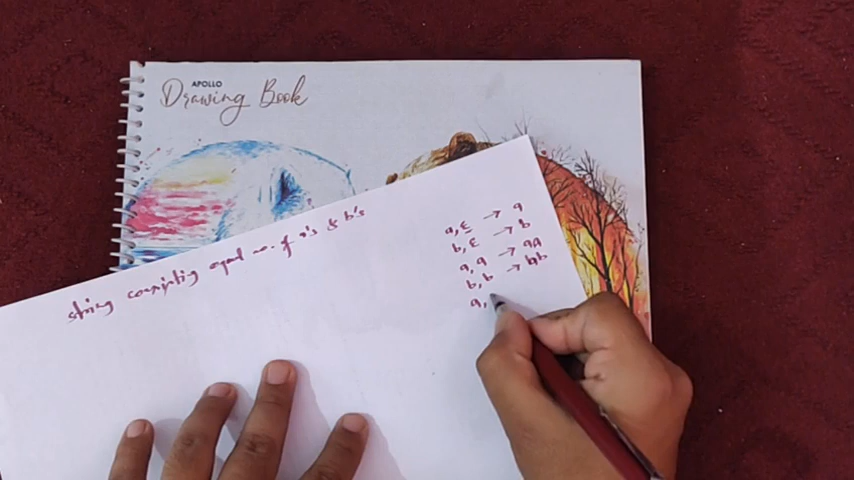 APOLLO
Drawing Book
string consisting equal no. of a's & b's
a, ε → a
b, ε → b
a, a → aa
b, b → bb
a,